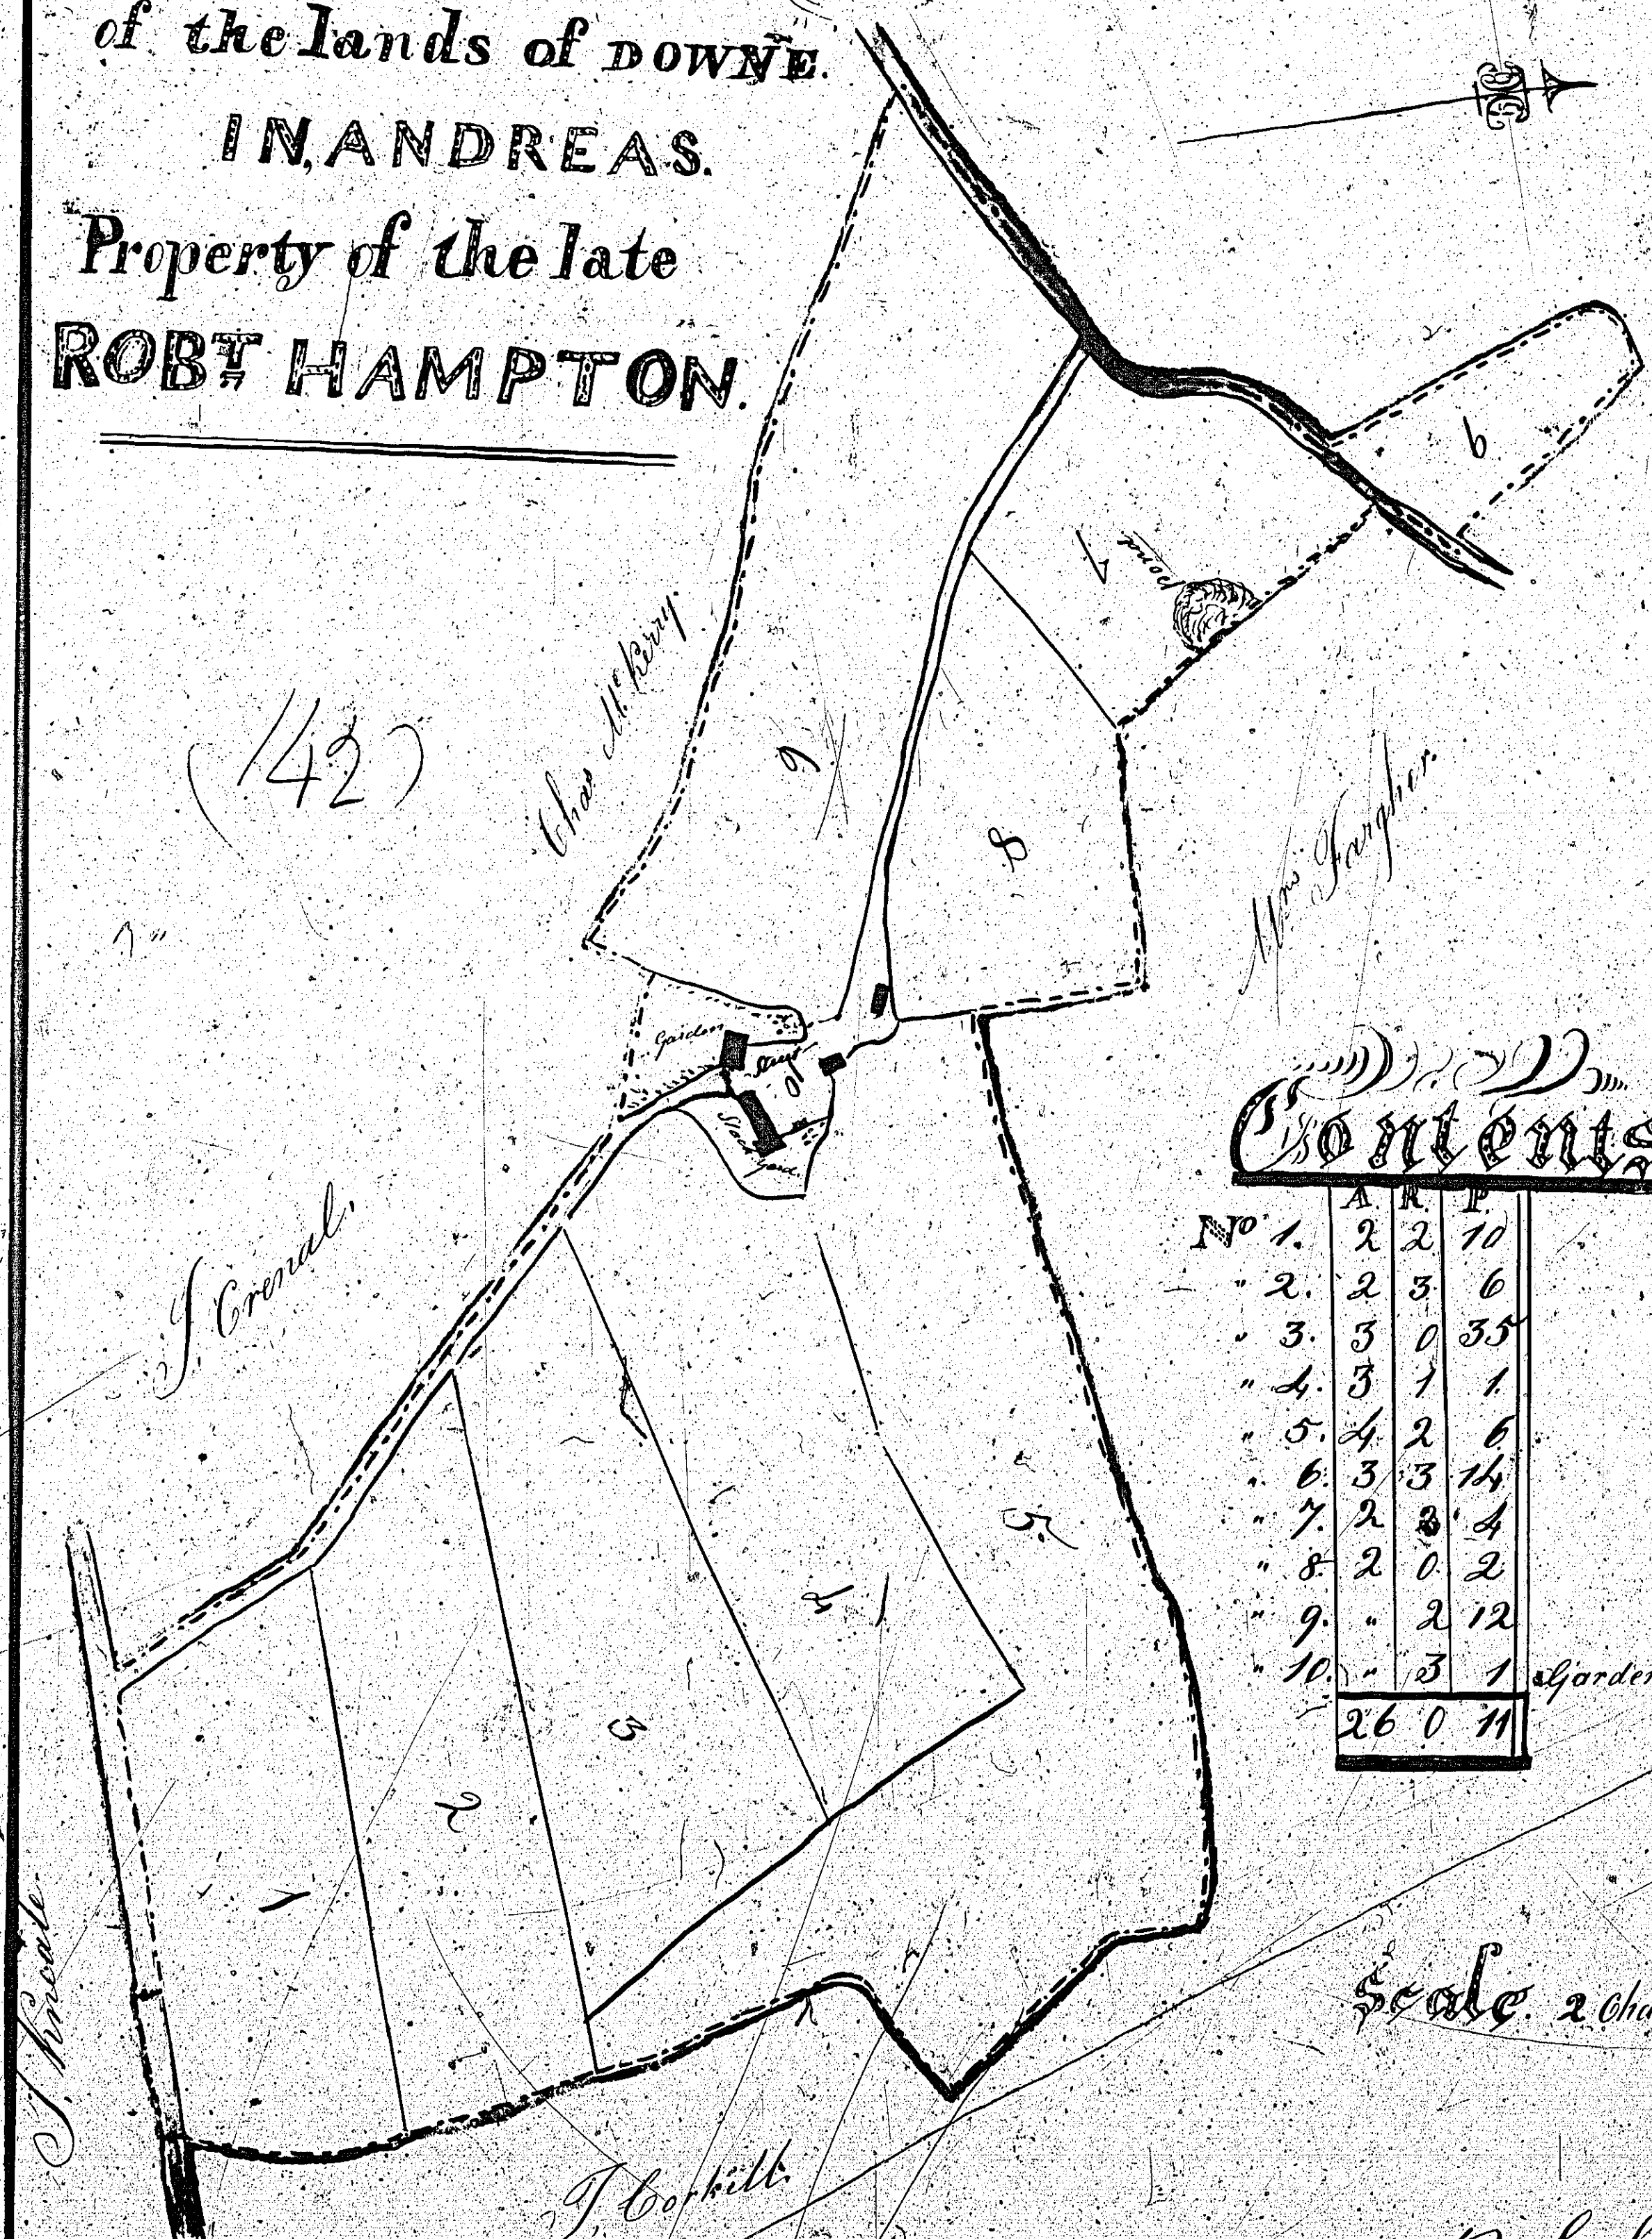 of the lands of DOWNE.
IN, ANDREAS.
Property of the late
ROBT HAMPTON.
(142)
Chas McKerry.
6
7
Pond
9
8
Mrs Fargher.
Garden
Street
10
Stack Yard.
J. Crenal.
5.
4
3
2
1
J. Kneale
J. Corkill.
Contents
A. R. P.
No. 1. 2 2 10
" 2. 2 3 6
" 3. 3 0 35
" 4. 3 1 1
" 5. 4 2 6
" 6. 3 3 14
" 7. 2 2 4
" 8. 2 0 2
" 9. " 2 12
" 10. " 3 1 Garden
26 0 11
Scale. 2 Cha